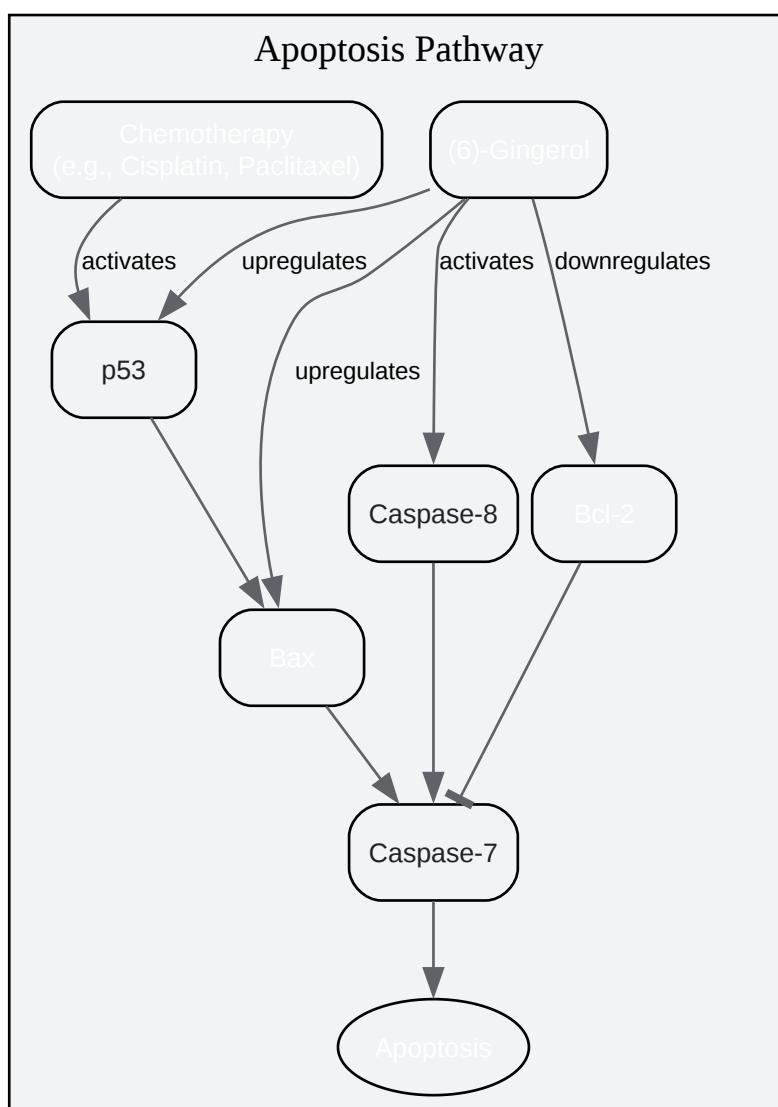 Apoptosis Pathway
Chemotherapy
(e.g., Cisplatin, Paclitaxel)
(6)-Gingerol
activates
upregulates
activates
downregulates
p53
upregulates
Caspase-8
Bcl-2
Bax
Caspase-7
Apoptosis